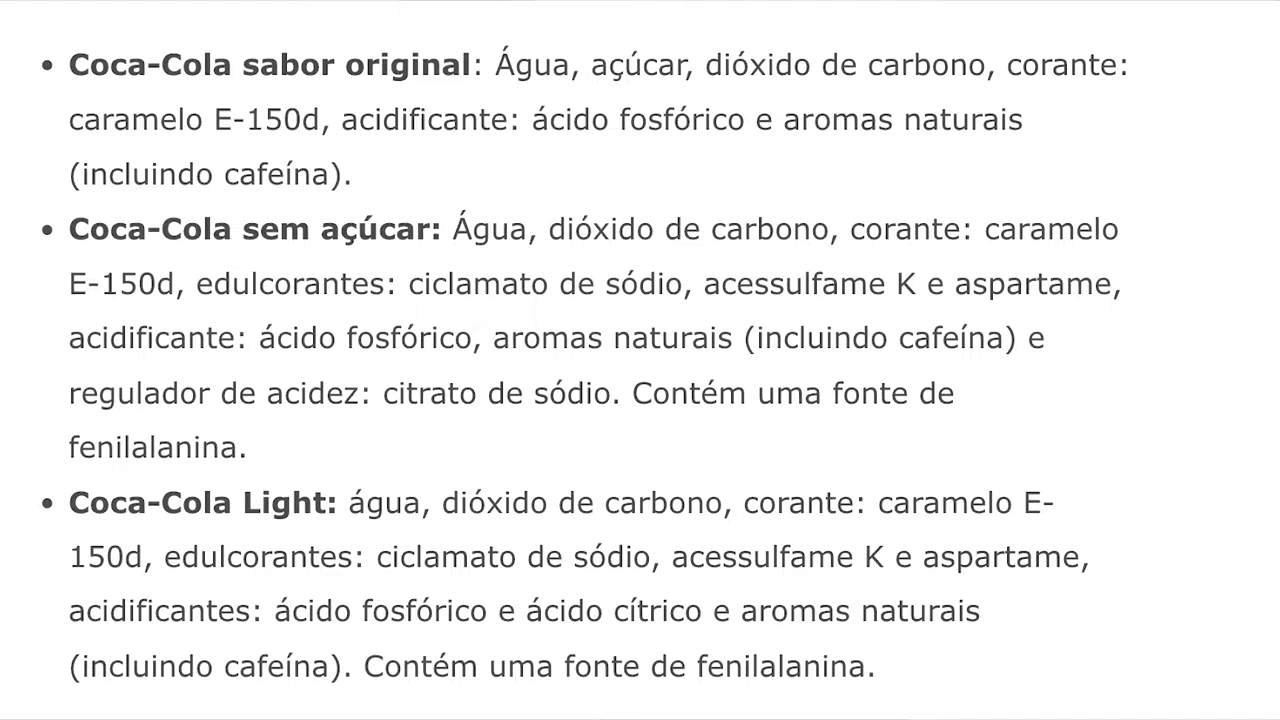 • Coca-Cola sabor original: Água, açúcar, dióxido de carbono, corante:
caramelo E-150d, acidificante: ácido fosfórico e aromas naturais
(incluindo cafeína).
• Coca-Cola sem açúcar: Água, dióxido de carbono, corante: caramelo
E-150d, edulcorantes: ciclamato de sódio, acessulfame K e aspartame,
acidificante: ácido fosfórico, aromas naturais (incluindo cafeína) e
regulador de acidez: citrato de sódio. Contém uma fonte de
fenilalanina.
• Coca-Cola Light: água, dióxido de carbono, corante: caramelo E-
150d, edulcorantes: ciclamato de sódio, acessulfame K e aspartame,
acidificantes: ácido fosfórico e ácido cítrico e aromas naturais
(incluindo cafeína). Contém uma fonte de fenilalanina.